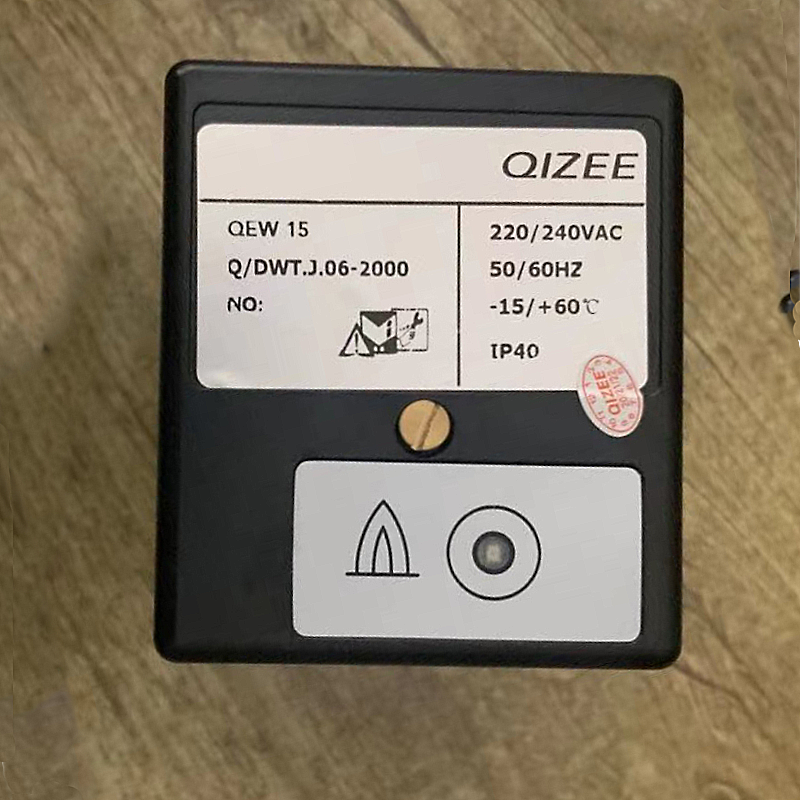 QIZEE
QEW 15
Q/DWT.J.06-2000
NO:
220/240VAC
50/60HZ
-15/+60℃
IP40
QIZEE